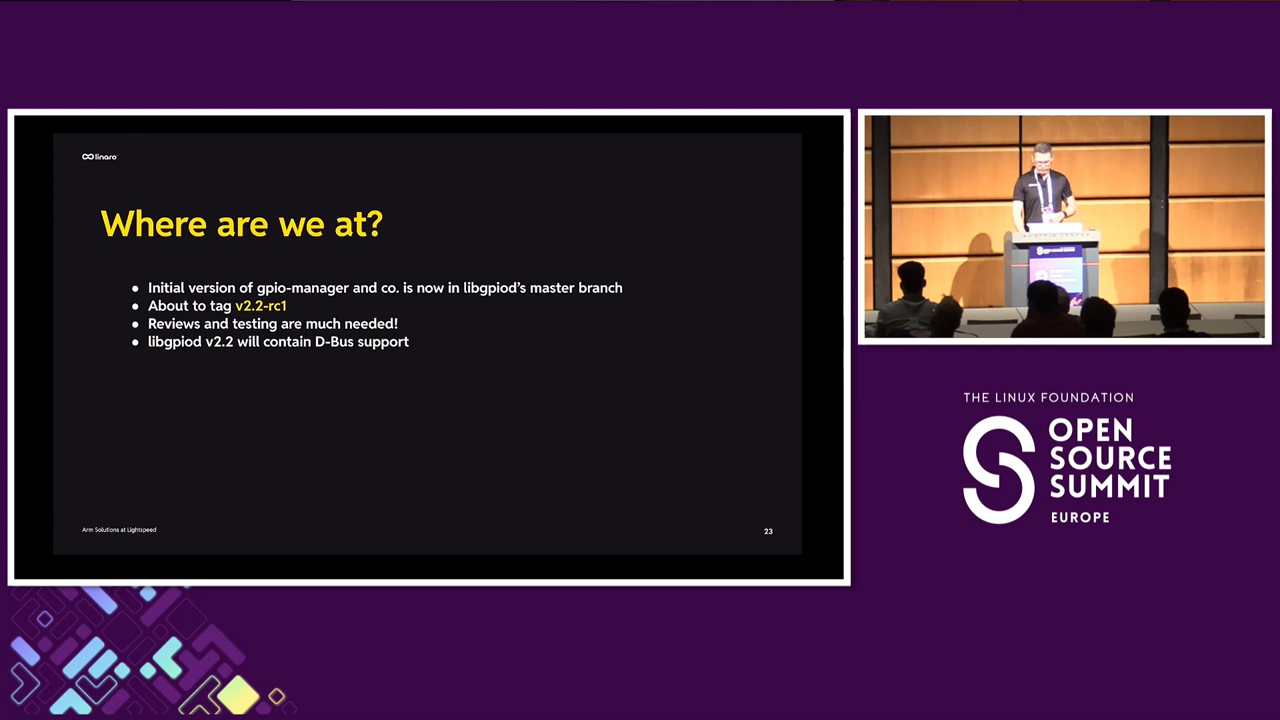 linaro
Where are we at?
● Initial version of gpio-manager and co. is now in libgpiod's master branch
● About to tag v2.2-rc1
● Reviews and testing are much needed!
● libgpiod v2.2 will contain D-Bus support
Arm Solutions at Lightspeed
23
THE LINUX FOUNDATION
OPEN
SOURCE
SUMMIT
EUROPE